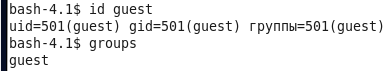 bash-4.1$ id guest
uid=501(guest) gid=501(guest) группы=501(guest)
bash-4.1$ groups
guest